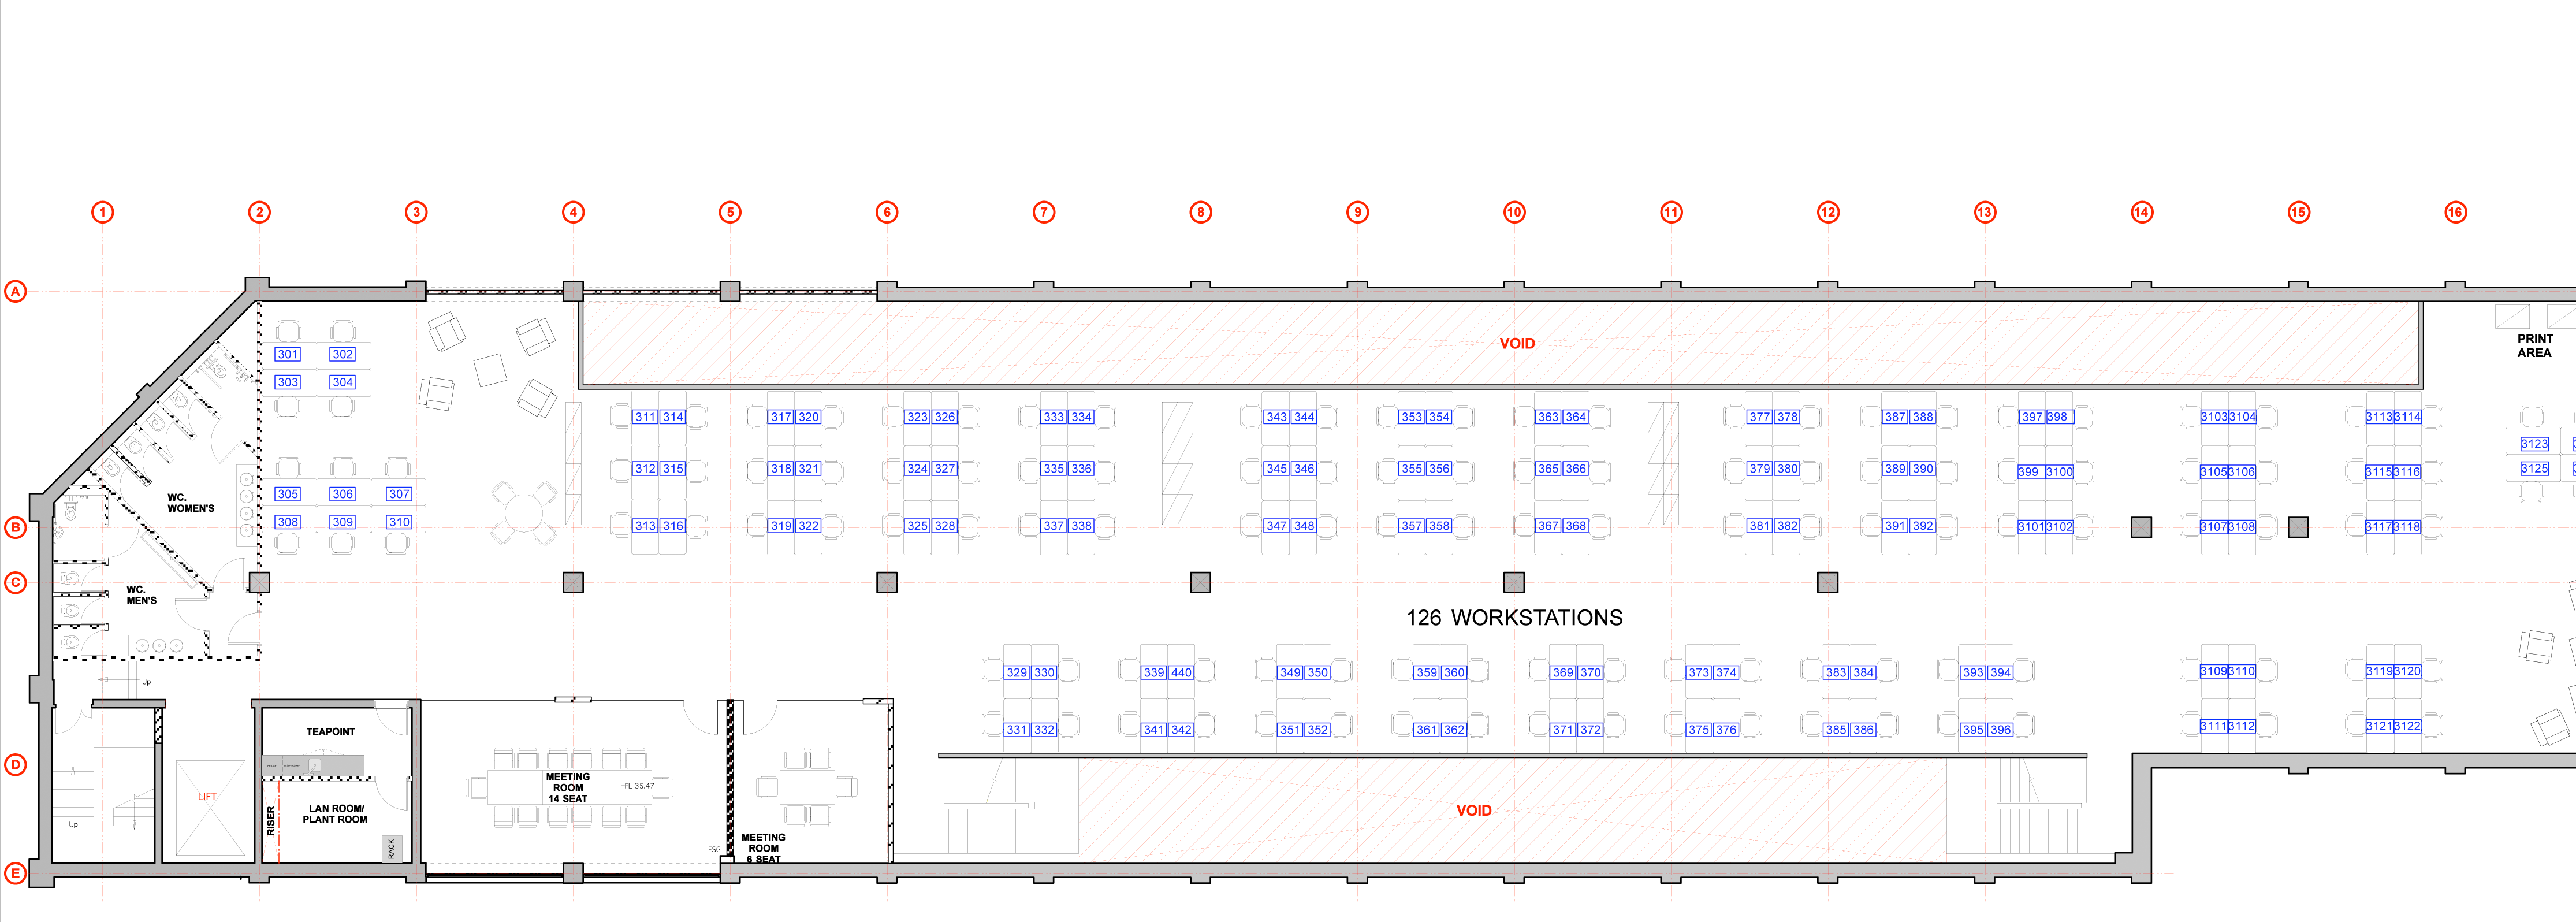 1 2 3 4 5 6 7 8 9 10 11 12 13 14 15 16
A
VOID
PRINT
AREA
301 302
303 304
311 314 317 320 323 326 333 334 343 344 353 354 363 364 377 378 387 388 397 398 3103 3104 3113 3114
3123
312 315 318 321 324 327 335 336 345 346 355 356 365 366 379 380 389 390 399 3100 3105 3106 3115 3116
3125
305 306 307
WC.
WOMEN'S
308 309 310
313 316 319 322 325 328 337 338 347 348 357 358 367 368 381 382 391 392 3101 3102 3107 3108 3117 3118
B
C
WC.
MEN'S
126 WORKSTATIONS
329 330 339 440 349 350 359 360 369 370 373 374 383 384 393 394 3109 3110 3119 3120
Up
331 332 341 342 351 352 361 362 371 372 375 376 385 386 395 396 3111 3112 3121 3122
TEAPOINT
D
MEETING
ROOM
14 SEAT
FL 35.47
LIFT
LAN ROOM/
PLANT ROOM
RISER
RACK
Up
VOID
MEETING
ROOM
6 SEAT
ESG
E